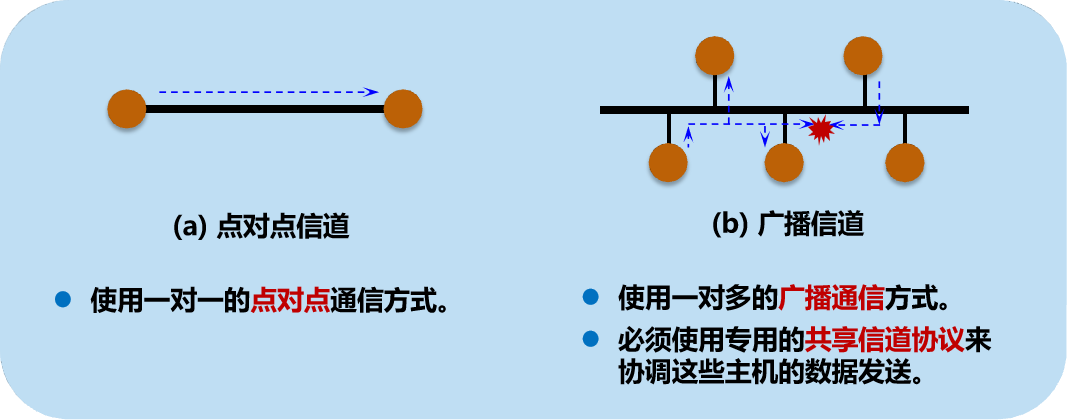 (a) 点对点信道
使用一对一的点对点通信方式。
(b) 广播信道
使用一对多的广播通信方式。
必须使用专用的共享信道协议来
协调这些主机的数据发送。